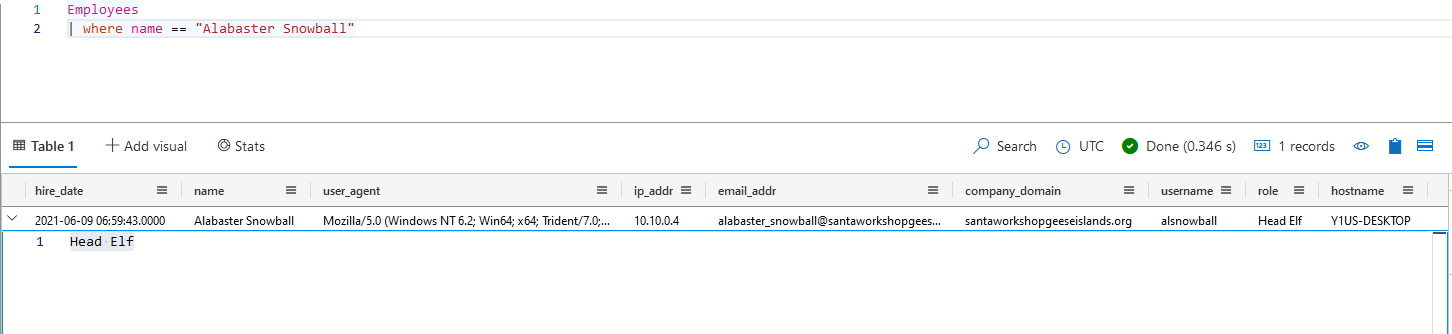 1 Employees
2 | where name == "Alabaster Snowball"
Table 1 Add visual Stats Search UTC Done (0.346 s) 1 records
hire_date name user_agent ip_addr email_addr company_domain username role hostname
2021-06-09 06:59:43.0000 Alabaster Snowball Mozilla/5.0 (Windows NT 6.2; Win64; x64; Trident/7.0;... 10.10.0.4 alabaster_snowball@santaworkshopgees... santaworkshopgeeseislands.org alsnowball Head Elf Y1US-DESKTOP
1 Head Elf